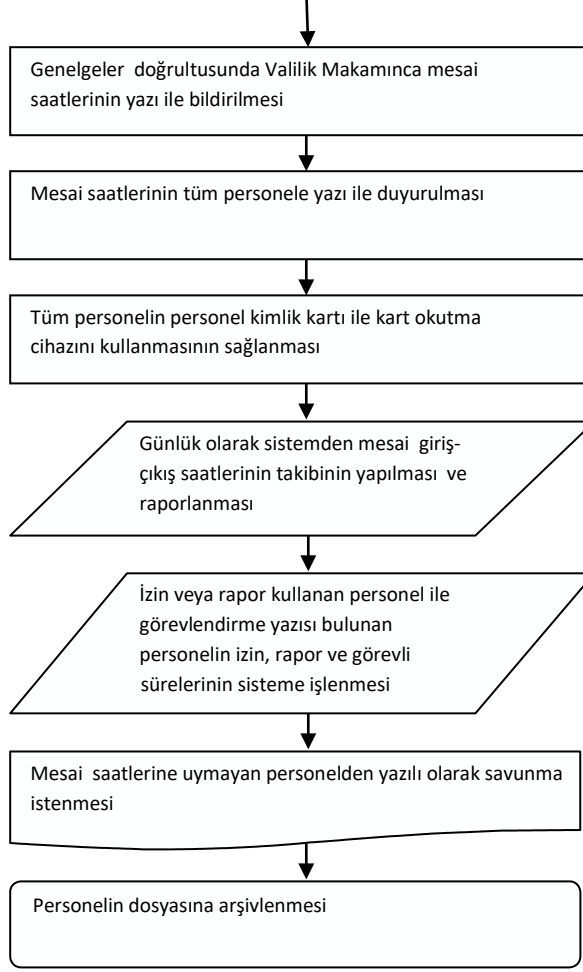 Genelgeler doğrultusunda Valilik Makamınca mesai
saatlerinin yazı ile bildirilmesi
Mesai saatlerinin tüm personele yazı ile duyurulması
Tüm personelin personel kimlik kartı ile kart okutma
cihazını kullanmasının sağlanması
Günlük olarak sistemden mesai giriş-
çıkış saatlerinin takibinin yapılması ve
raporlanması
İzin veya rapor kullanan personel ile
görevlendirme yazısı bulunan
personelin izin, rapor ve görevli
sürelerinin sisteme işlenmesi
Mesai saatlerine uymayan personelden yazılı olarak savunma
istenmesi
Personelin dosyasına arşivlenmesi